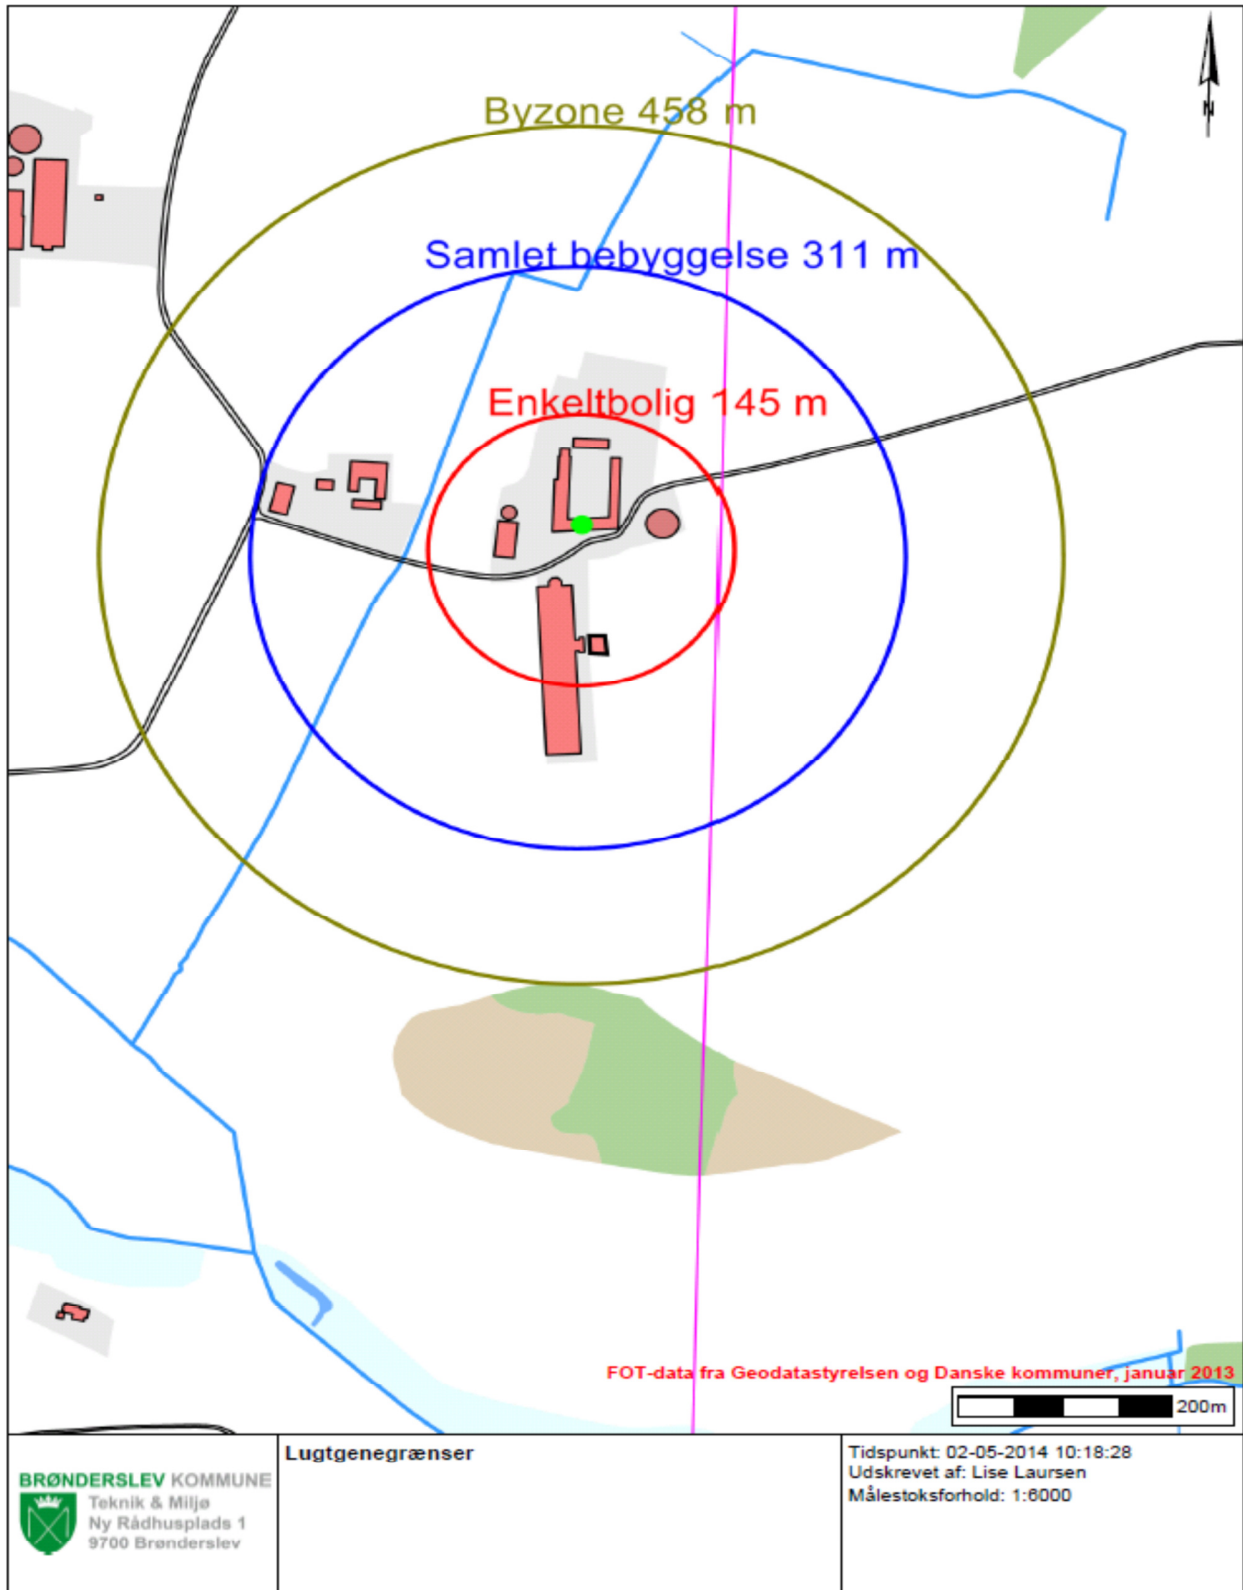 Byzone 458 m
N
Samlet bebyggelse 311 m
Enkeltbolig 145 m
FOT-data fra Geodatastyrelsen og Danske kommuner, januar 2013
200m
BRØNDERSLEV KOMMUNE
Teknik & Miljø
Ny Rådhusplads 1
9700 Brønderslev
Lugtgenegrænser
Tidspunkt: 02-05-2014 10:18:28
Udskrevet af: Lise Laursen
Målestoksforhold: 1:6000